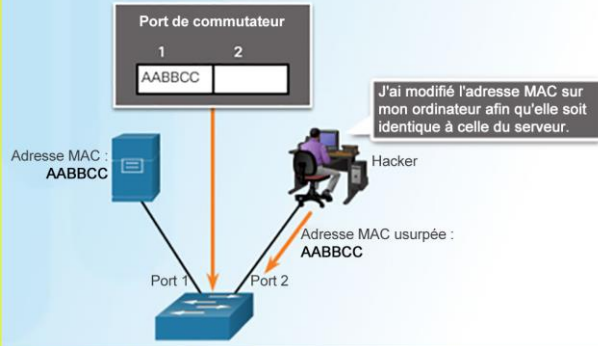 Port de commutateur
1 2
AABBCC
J'ai modifié l'adresse MAC sur
mon ordinateur afin qu'elle soit
identique à celle du serveur.
Adresse MAC :
AABBCC
Hacker
Adresse MAC usurpée :
AABBCC
Port 1
Port 2